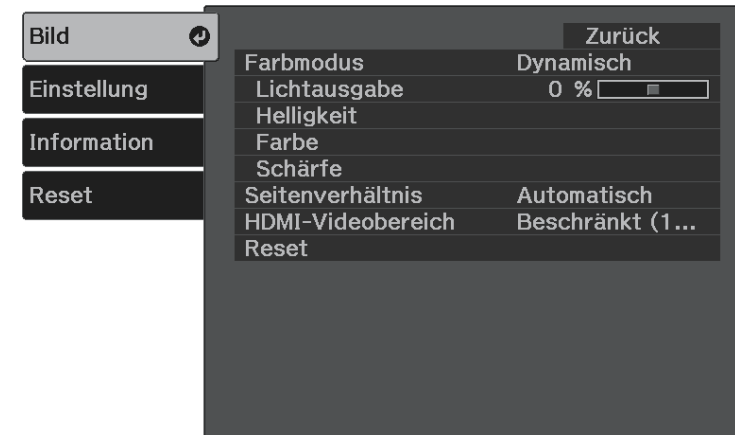 Bild
Einstellung
Information
Reset
Zurück
Farbmodus Dynamisch
Lichtausgabe 0 %
Helligkeit
Farbe
Schärfe
Seitenverhältnis Automatisch
HDMI-Videobereich Beschränkt (1...
Reset